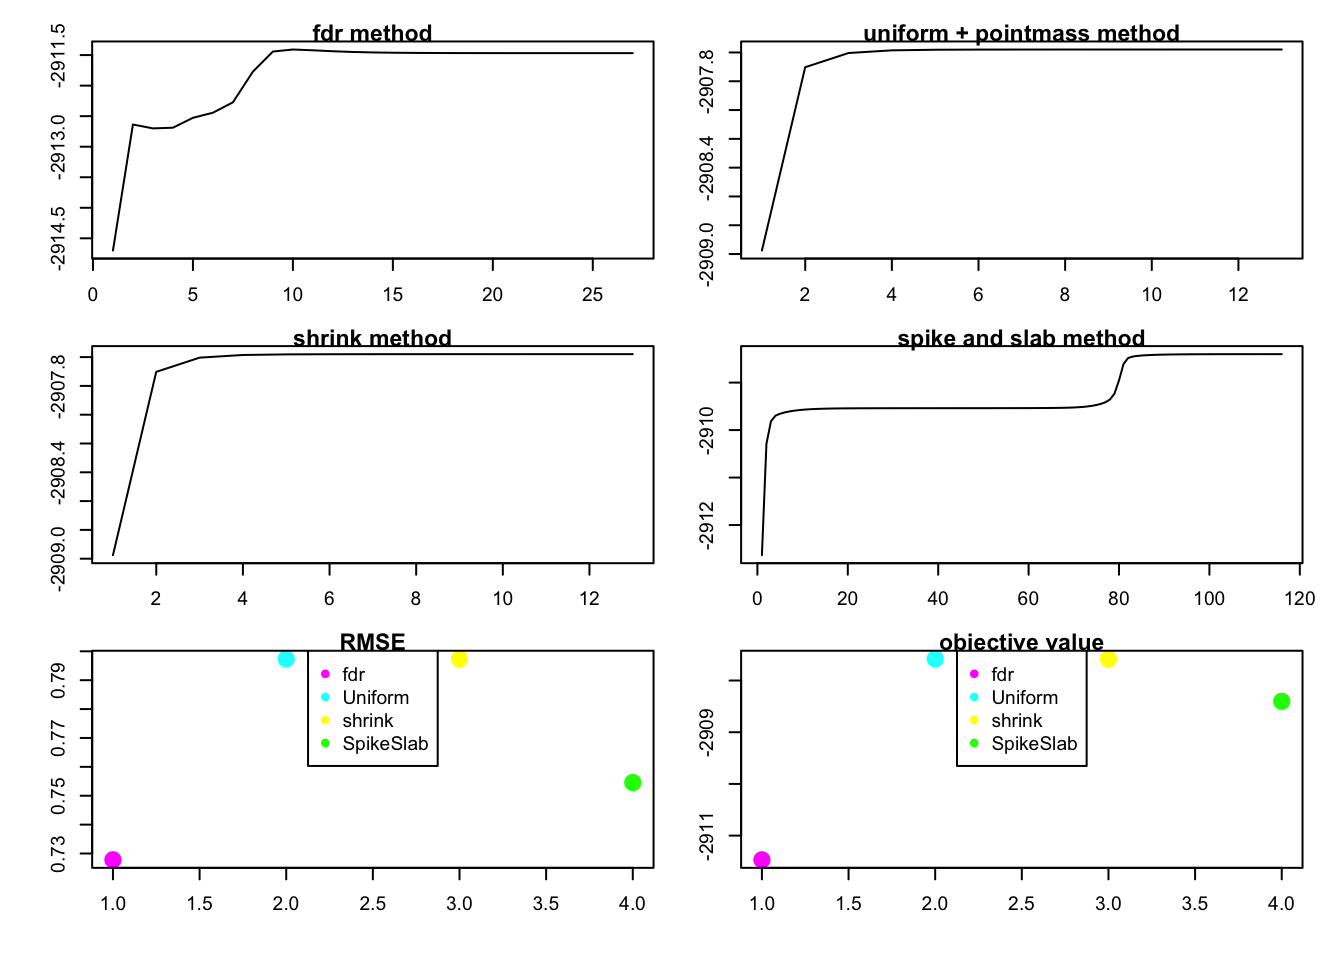 fdr method
-2911.5
-2913.0
-2914.5
0 5 10 15 20 25
uniform + pointmass method
-2907.8
-2908.4
-2909.0
2 4 6 8 10 12
shrink method
-2907.8
-2908.4
-2909.0
2 4 6 8 10 12
spike and slab method
-2910
-2912
0 20 40 60 80 100 120
RMSE
0.79
0.77
0.75
0.73
fdr
Uniform
shrink
SpikeSlab
1.0 1.5 2.0 2.5 3.0 3.5 4.0
objective value
-2909
-2911
fdr
Uniform
shrink
SpikeSlab
1.0 1.5 2.0 2.5 3.0 3.5 4.0